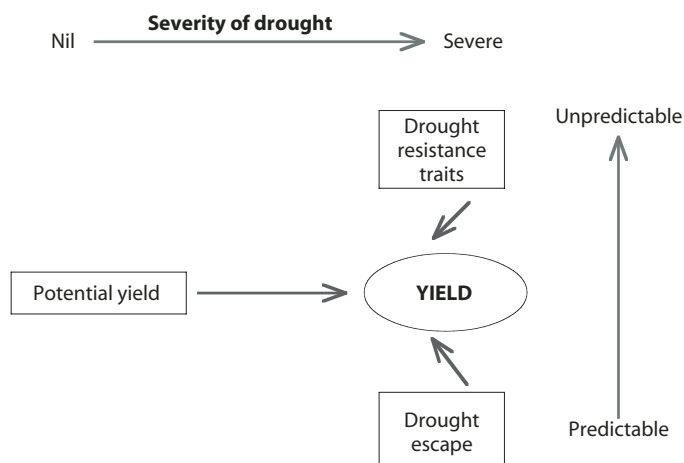 Severity of drought
Nil
Severe
Drought
resistance
traits
Unpredictable
Potential yield
YIELD
Drought
escape
Predictable